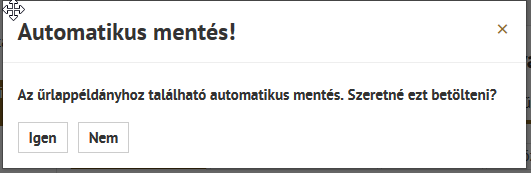 Automatikus mentés!
×
Az űrlappéldányhoz található automatikus mentés. Szeretné ezt betölteni?
Igen Nem